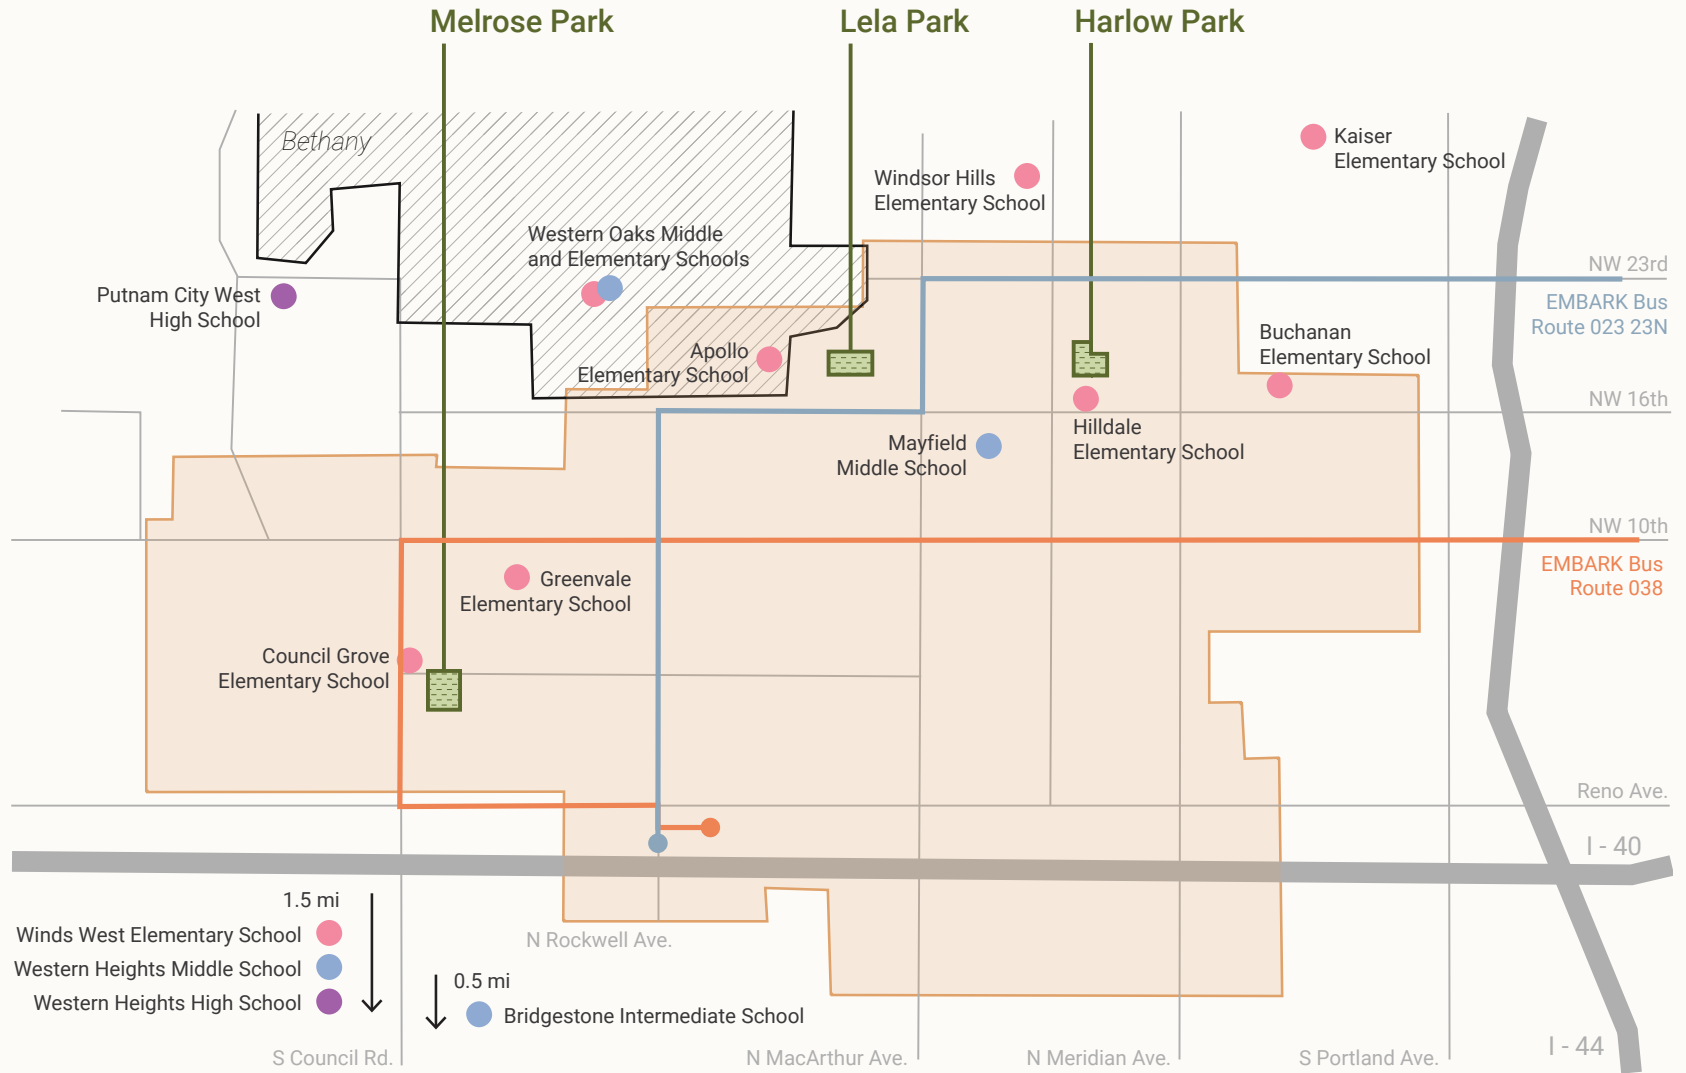 Melrose Park
Lela Park
Harlow Park
Bethany
Kaiser
Elementary School
Windsor Hills
Elementary School
Western Oaks Middle
and Elementary Schools
NW 23rd
Putnam City West
High School
EMBARK Bus
Route 023 23N
Buchanan
Elementary School
Apollo
Elementary School
NW 16th
Hilldale
Elementary School
Mayfield
Middle School
NW 10th
EMBARK Bus
Route 038
Greenvale
Elementary School
Council Grove
Elementary School
Reno Ave.
I - 40
1.5 mi
Winds West Elementary School
Western Heights Middle School
Western Heights High School
N Rockwell Ave.
0.5 mi
Bridgestone Intermediate School
S Council Rd.
N MacArthur Ave.
N Meridian Ave.
S Portland Ave.
I - 44